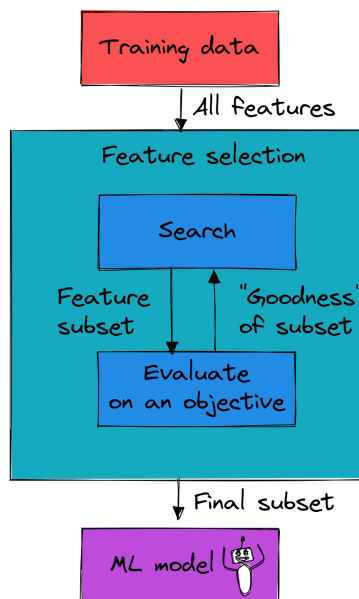 Training data
All features
Feature selection
Search
Feature
subset
"Goodness"
of subset
Evaluate
on an objective
Final subset
ML model